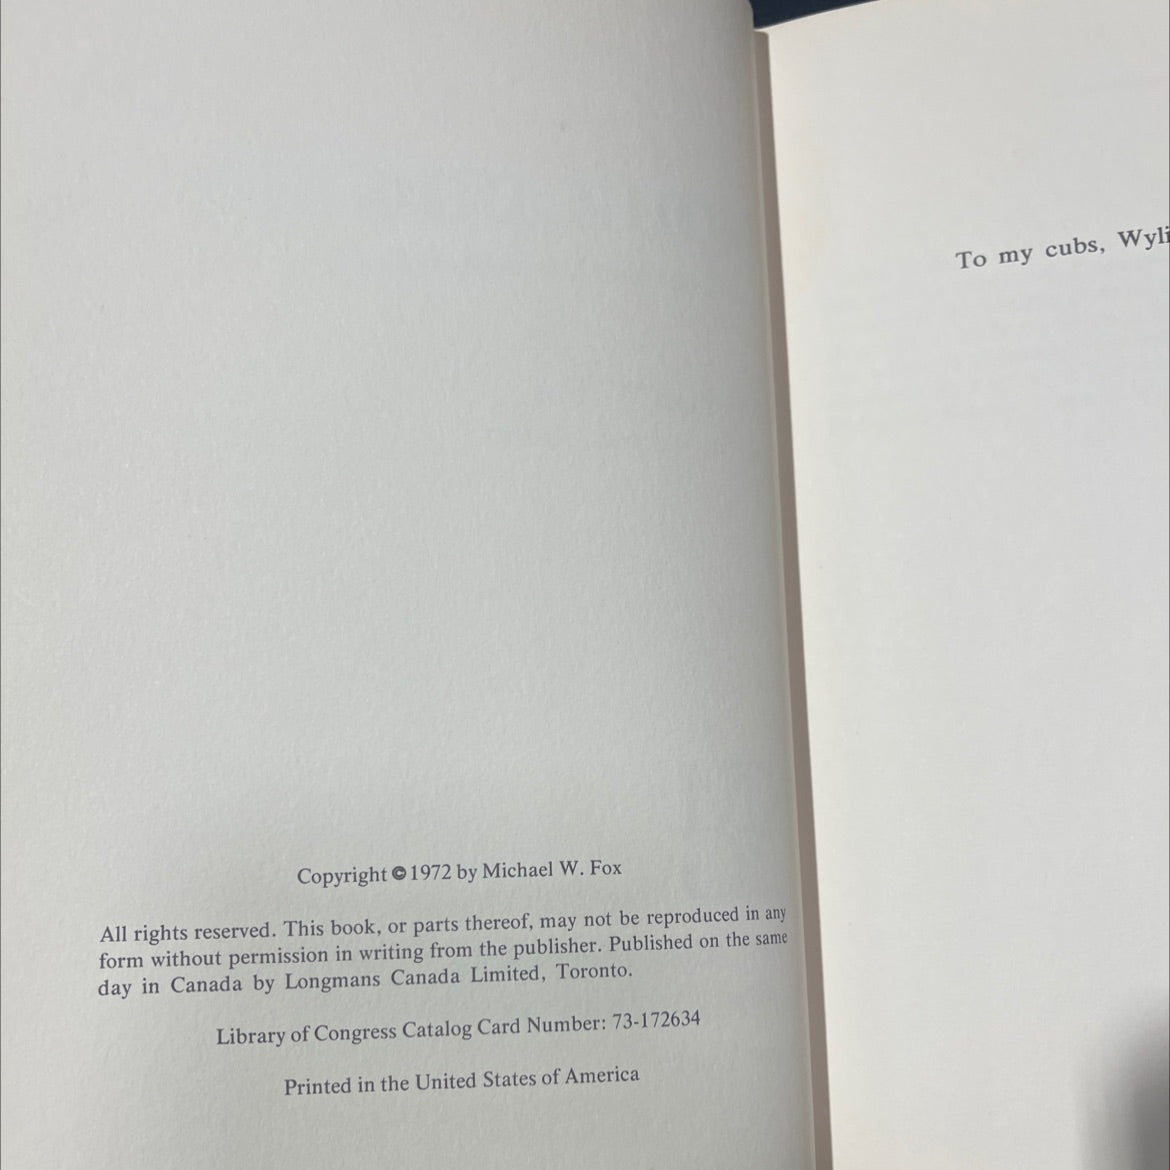 Copyright © 1972 by Michael W. Fox
All rights reserved. This book, or parts thereof, may not be reproduced in any
form without permission in writing from the publisher. Published on the same
day in Canada by Longmans Canada Limited, Toronto.
Library of Congress Catalog Card Number: 73-172634
Printed in the United States of America
To my cubs,